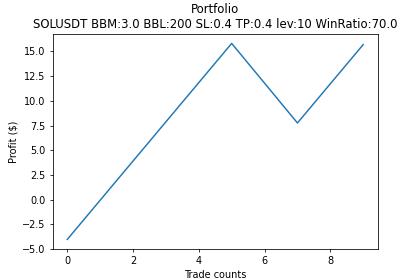 Portfolio
SOLUSDT BBM:3.0 BBL:200 SL:0.4 TP:0.4 lev:10 WinRatio:70.0
15.0
12.5
10.0
7.5
5.0
2.5
0.0
−2.5
−5.0
Profit ($)
0 2 4 6 8
Trade counts